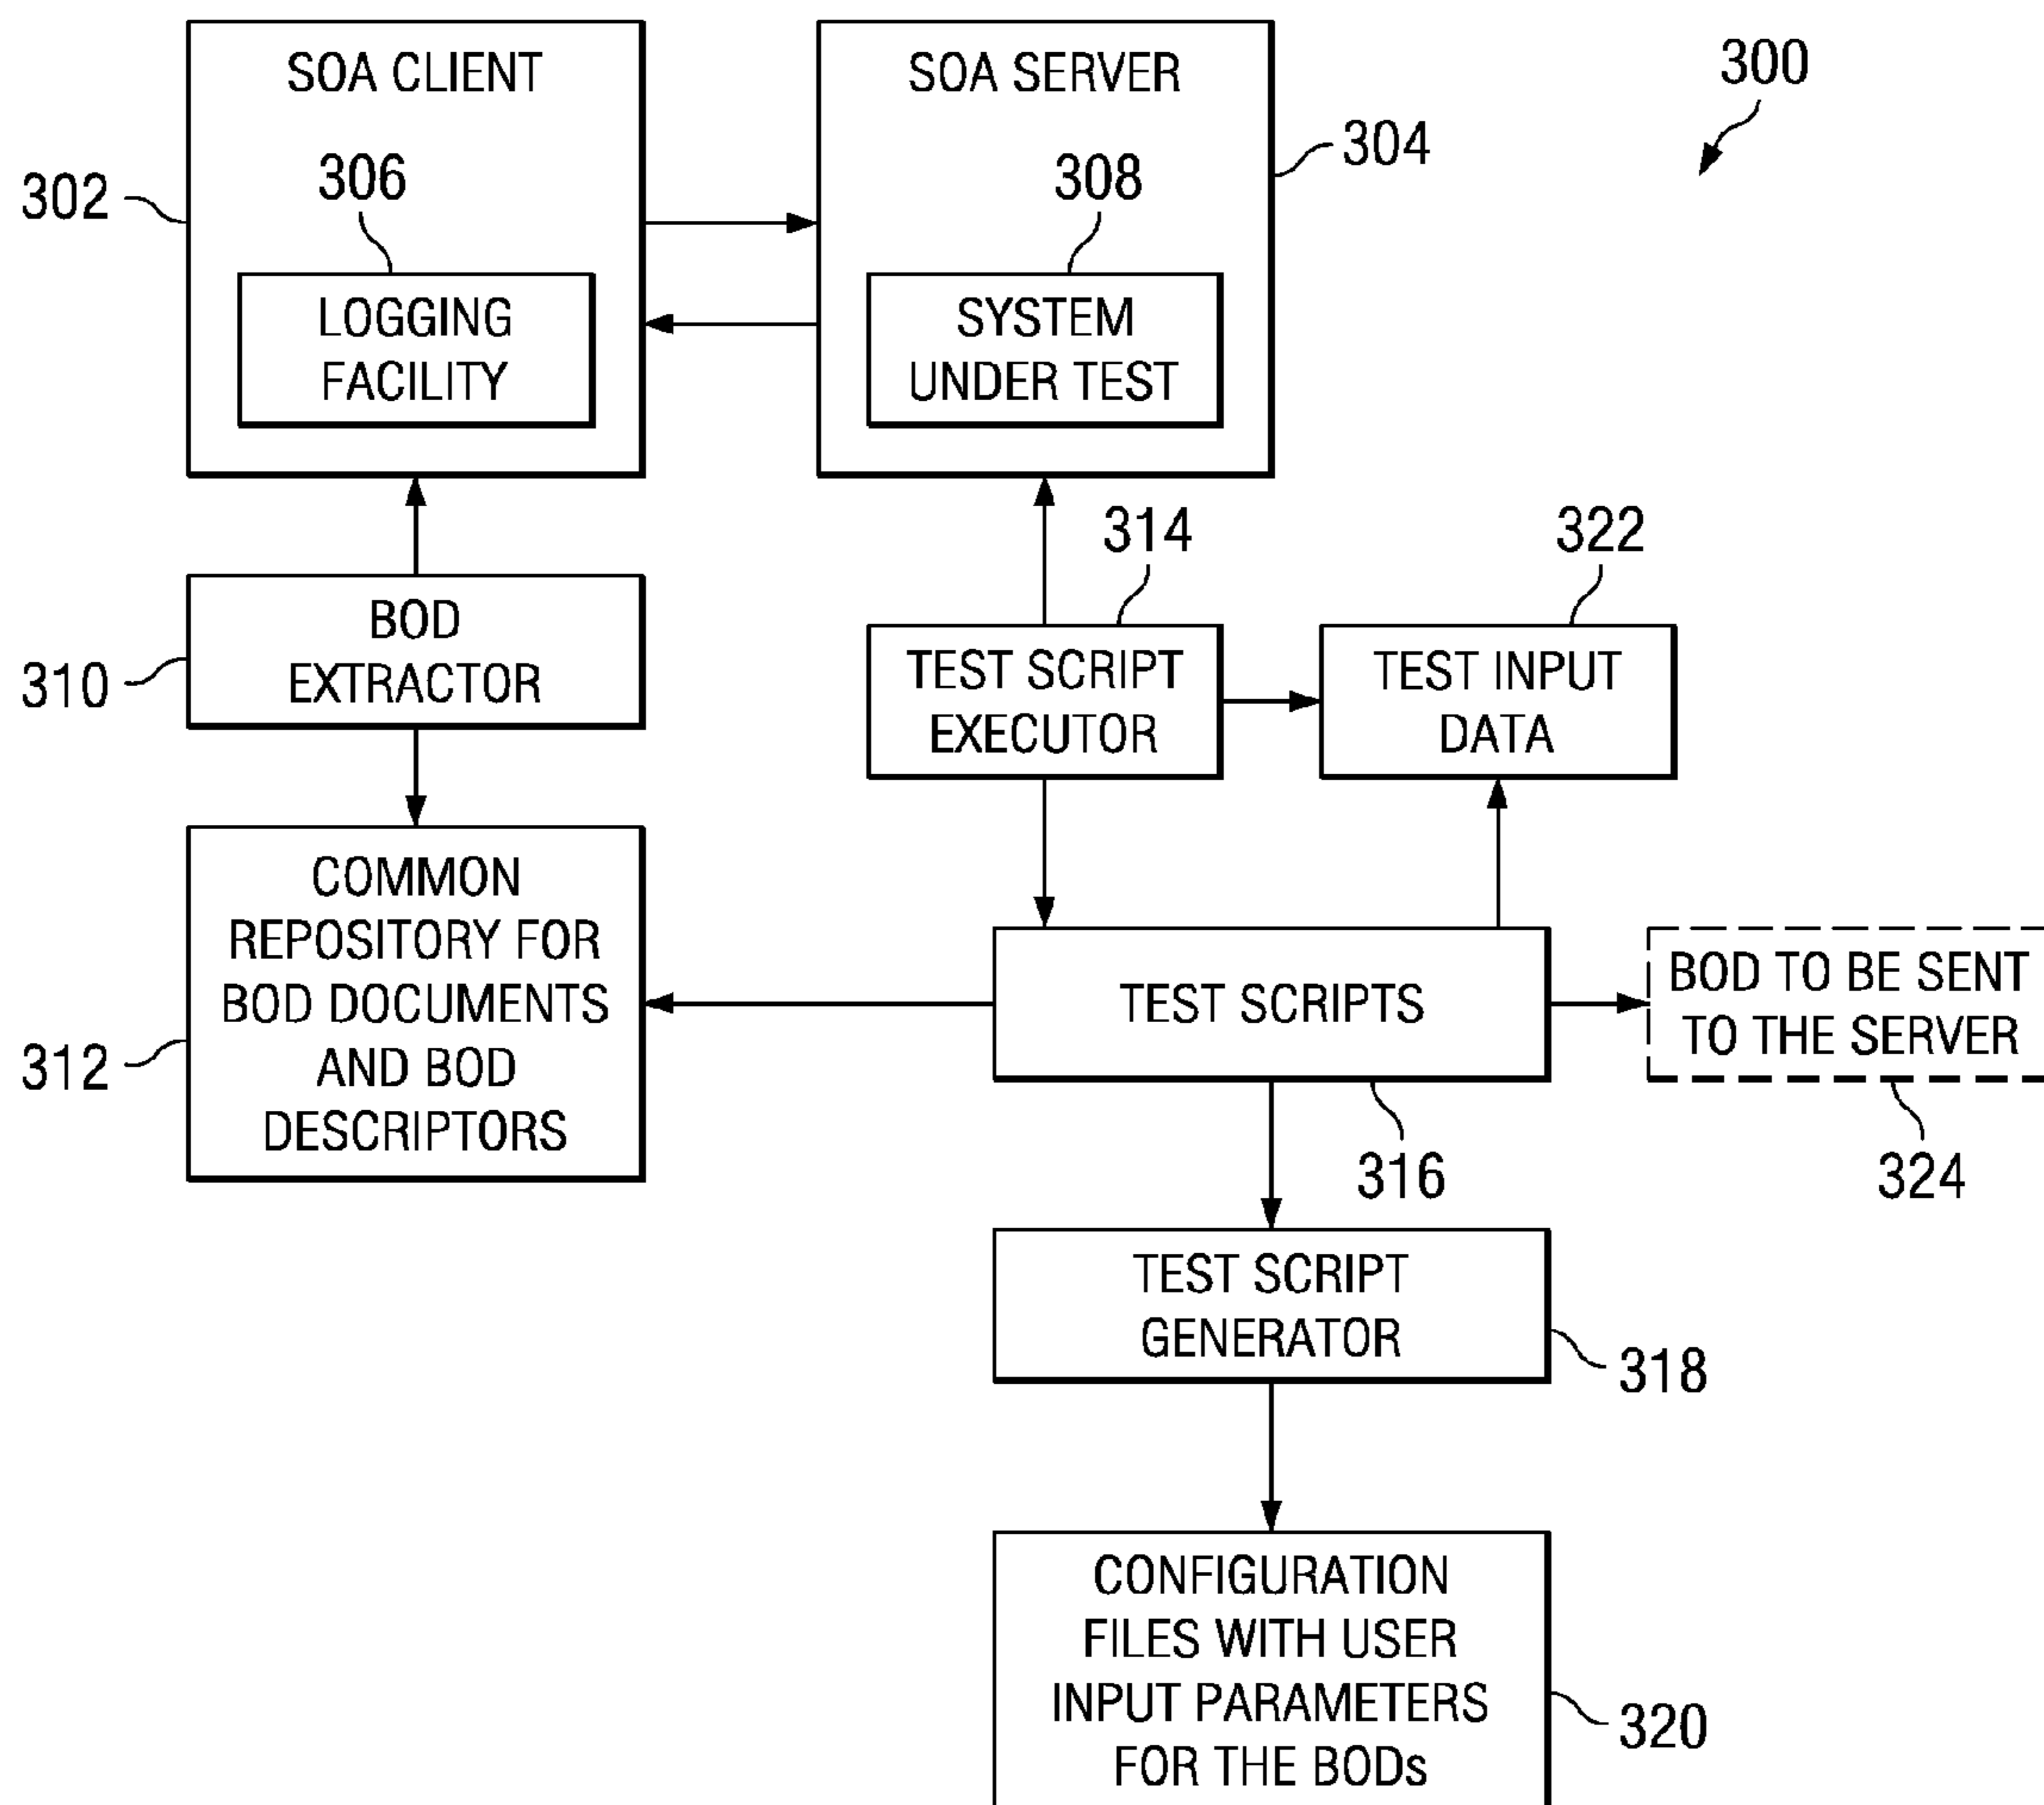 SOA CLIENT
SOA SERVER
300
304
302
306
308
LOGGING
FACILITY
SYSTEM
UNDER TEST
314
322
310
BOD
EXTRACTOR
TEST SCRIPT
EXECUTOR
TEST INPUT
DATA
312
COMMON
REPOSITORY FOR
BOD DOCUMENTS
AND BOD
DESCRIPTORS
TEST SCRIPTS
BOD TO BE SENT
TO THE SERVER
316
324
TEST SCRIPT
GENERATOR
318
CONFIGURATION
FILES WITH USER
INPUT PARAMETERS
FOR THE BODs
320